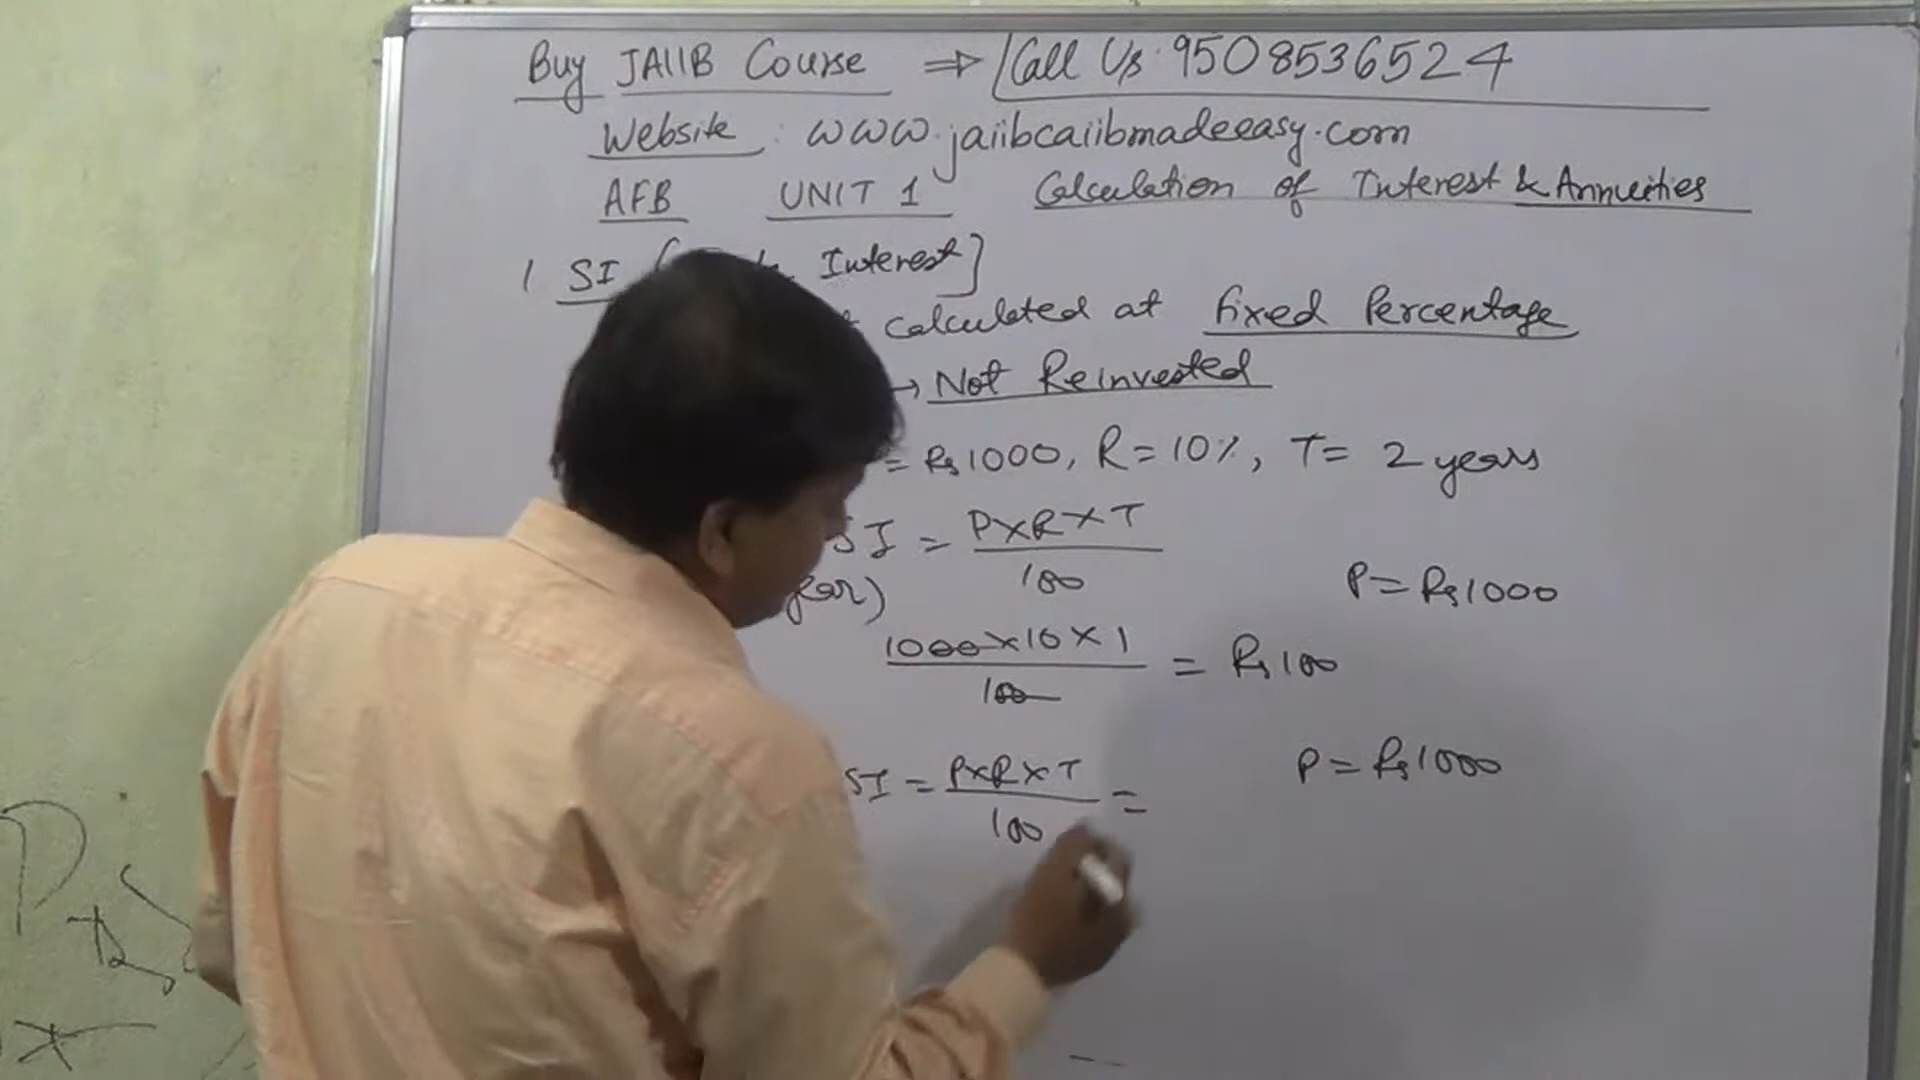 Buy JAIIB Course ⇒ Call Us: 9508536524
Website: www.jaiibcaiibmadeeasy.com
AFB UNIT 1 Calculation of Interest & Annuities
1 SI Interest]
calculated at fixed Percentage
→ Not Reinvested
= Rs1000, R = 10%, T = 2 years
SI = P×R×T
100
P = Rs1000
1000×10×1 = Rs100
100
SI = P×R×T =
100
P = Rs1000